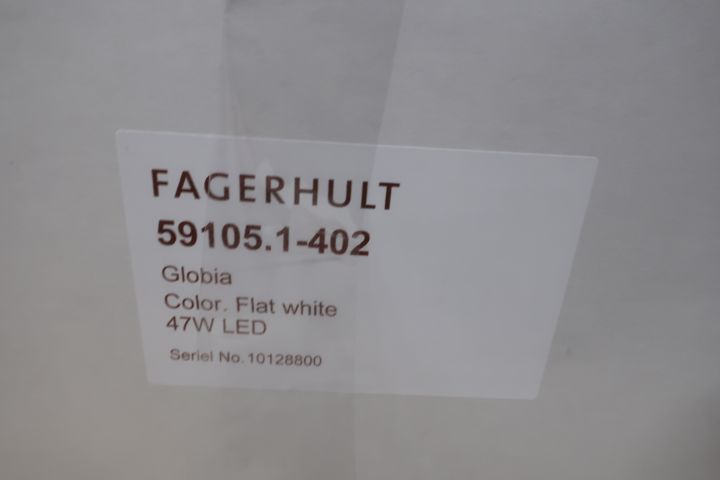 FAGERHULT
59105.1-402
Globia
Color. Flat white
47W LED
Seriel No. 10128800